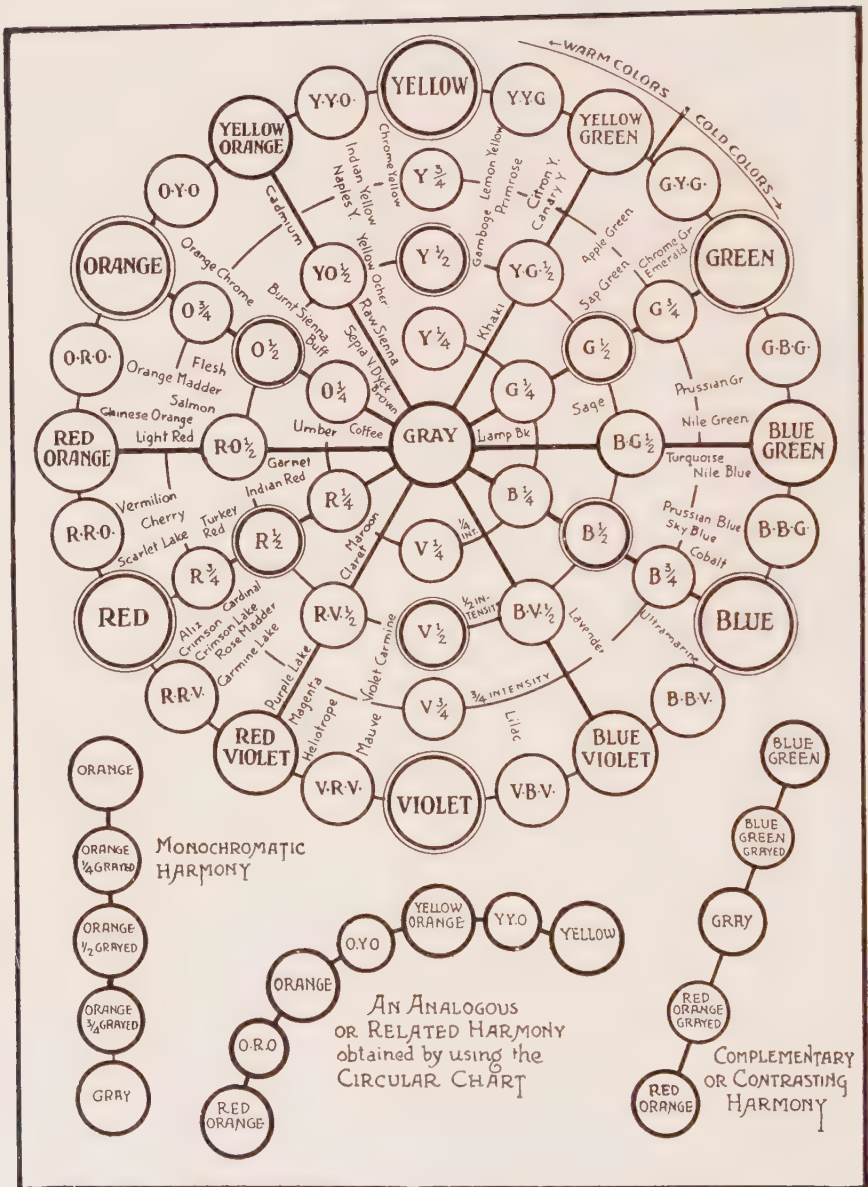 ←WARM COLORS
COLD COLORS→
YELLOW
Y·Y·O·
Y·Y·G
YELLOW
ORANGE
YELLOW
GREEN
O·Y·O
G·Y·G·
ORANGE
GREEN
O·R·O·
G·B·G·
RED
ORANGE
BLUE
GREEN
R·R·O·
B·B·G·
RED
BLUE
R·R·V·
B·B·V·
RED
VIOLET
BLUE
VIOLET
V·R·V·
V·B·V·
VIOLET
Y 3/4
Y 1/2
Y 1/4
YO 1/2
Y·G·1/2
O 3/4
O 1/2
O 1/4
G 3/4
G 1/2
G 1/4
R·O 1/2
GRAY
B·G 1/2
R 1/4
R 1/2
R 3/4
B 1/4
B 1/2
B 3/4
R·V·1/2
B·V·1/2
V 1/4
V 1/2
V 3/4
1/4 INT.
1/2 IN-
TENSITY
3/4 INTENSITY
Chrome Yellow
Indian Yellow
Naples Y.
Cadmium
Lemon Yellow
Primrose
Gamboge
Citron Y.
Canary Y
Apple Green
Sap Green
Chrome Gr
Emerald
Orange Chrome
Yellow Ocher
Raw Sienna
Sepia V. Dyck
Brown
Burnt Sienna
Buff
Khaki
Flesh
Orange Madder
Salmon
Chinese Orange
Light Red
Umber
Coffee
Lamp Bk
Sage
Prussian Gr
Nile Green
Turquoise
Nile Blue
Garnet
Indian Red
Vermilion
Cherry
Turkey
Red
Scarlet Lake
Maroon
Claret
Prussian Blue
Sky Blue
Cobalt
Ultramarine
Lavender
Lilac
Cardinal
Aliz
Crimson
Crimson Lake
Rose Madder
Carmine Lake
Purple Lake
Magenta
Heliotrope
Mauve
Violet Carmine
ORANGE
ORANGE
1/4 GRAYED
ORANGE
1/2 GRAYED
ORANGE
3/4 GRAYED
GRAY
MONOCHROMATIC
HARMONY
RED
ORANGE
O·R·O
ORANGE
O.Y.O
YELLOW
ORANGE
Y.Y.O
YELLOW
AN ANALOGOUS
OR RELATED HARMONY
obtained by using the
CIRCULAR CHART
BLUE
GREEN
BLUE
GREEN
GRAYED
GRAY
RED
ORANGE
GRAYED
RED
ORANGE
COMPLEMENTARY
OR CONTRASTING
HARMONY